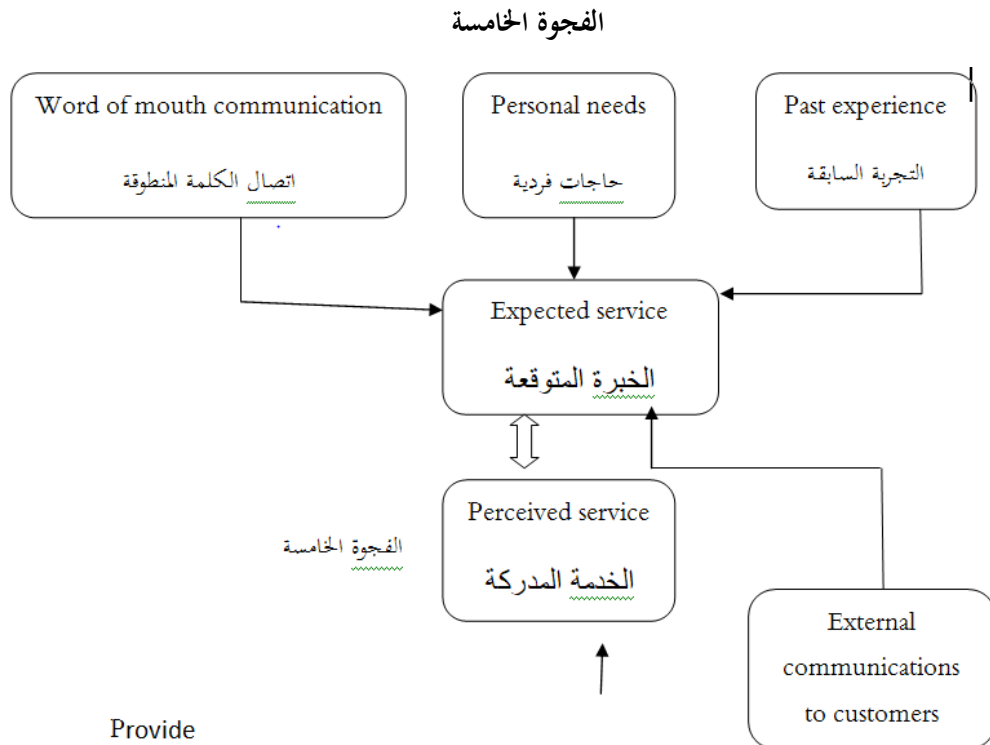 الفجوة الخامسة
Word of mouth communication
اتصال الكلمة المنطوقة
Personal needs
حاجات فردية
Past experience
التجربة السابقة
Expected service
الخبرة المتوقعة
Perceived service
الخدمة المدركة
الفجوة الخامسة
External
communications
to customers
Provide